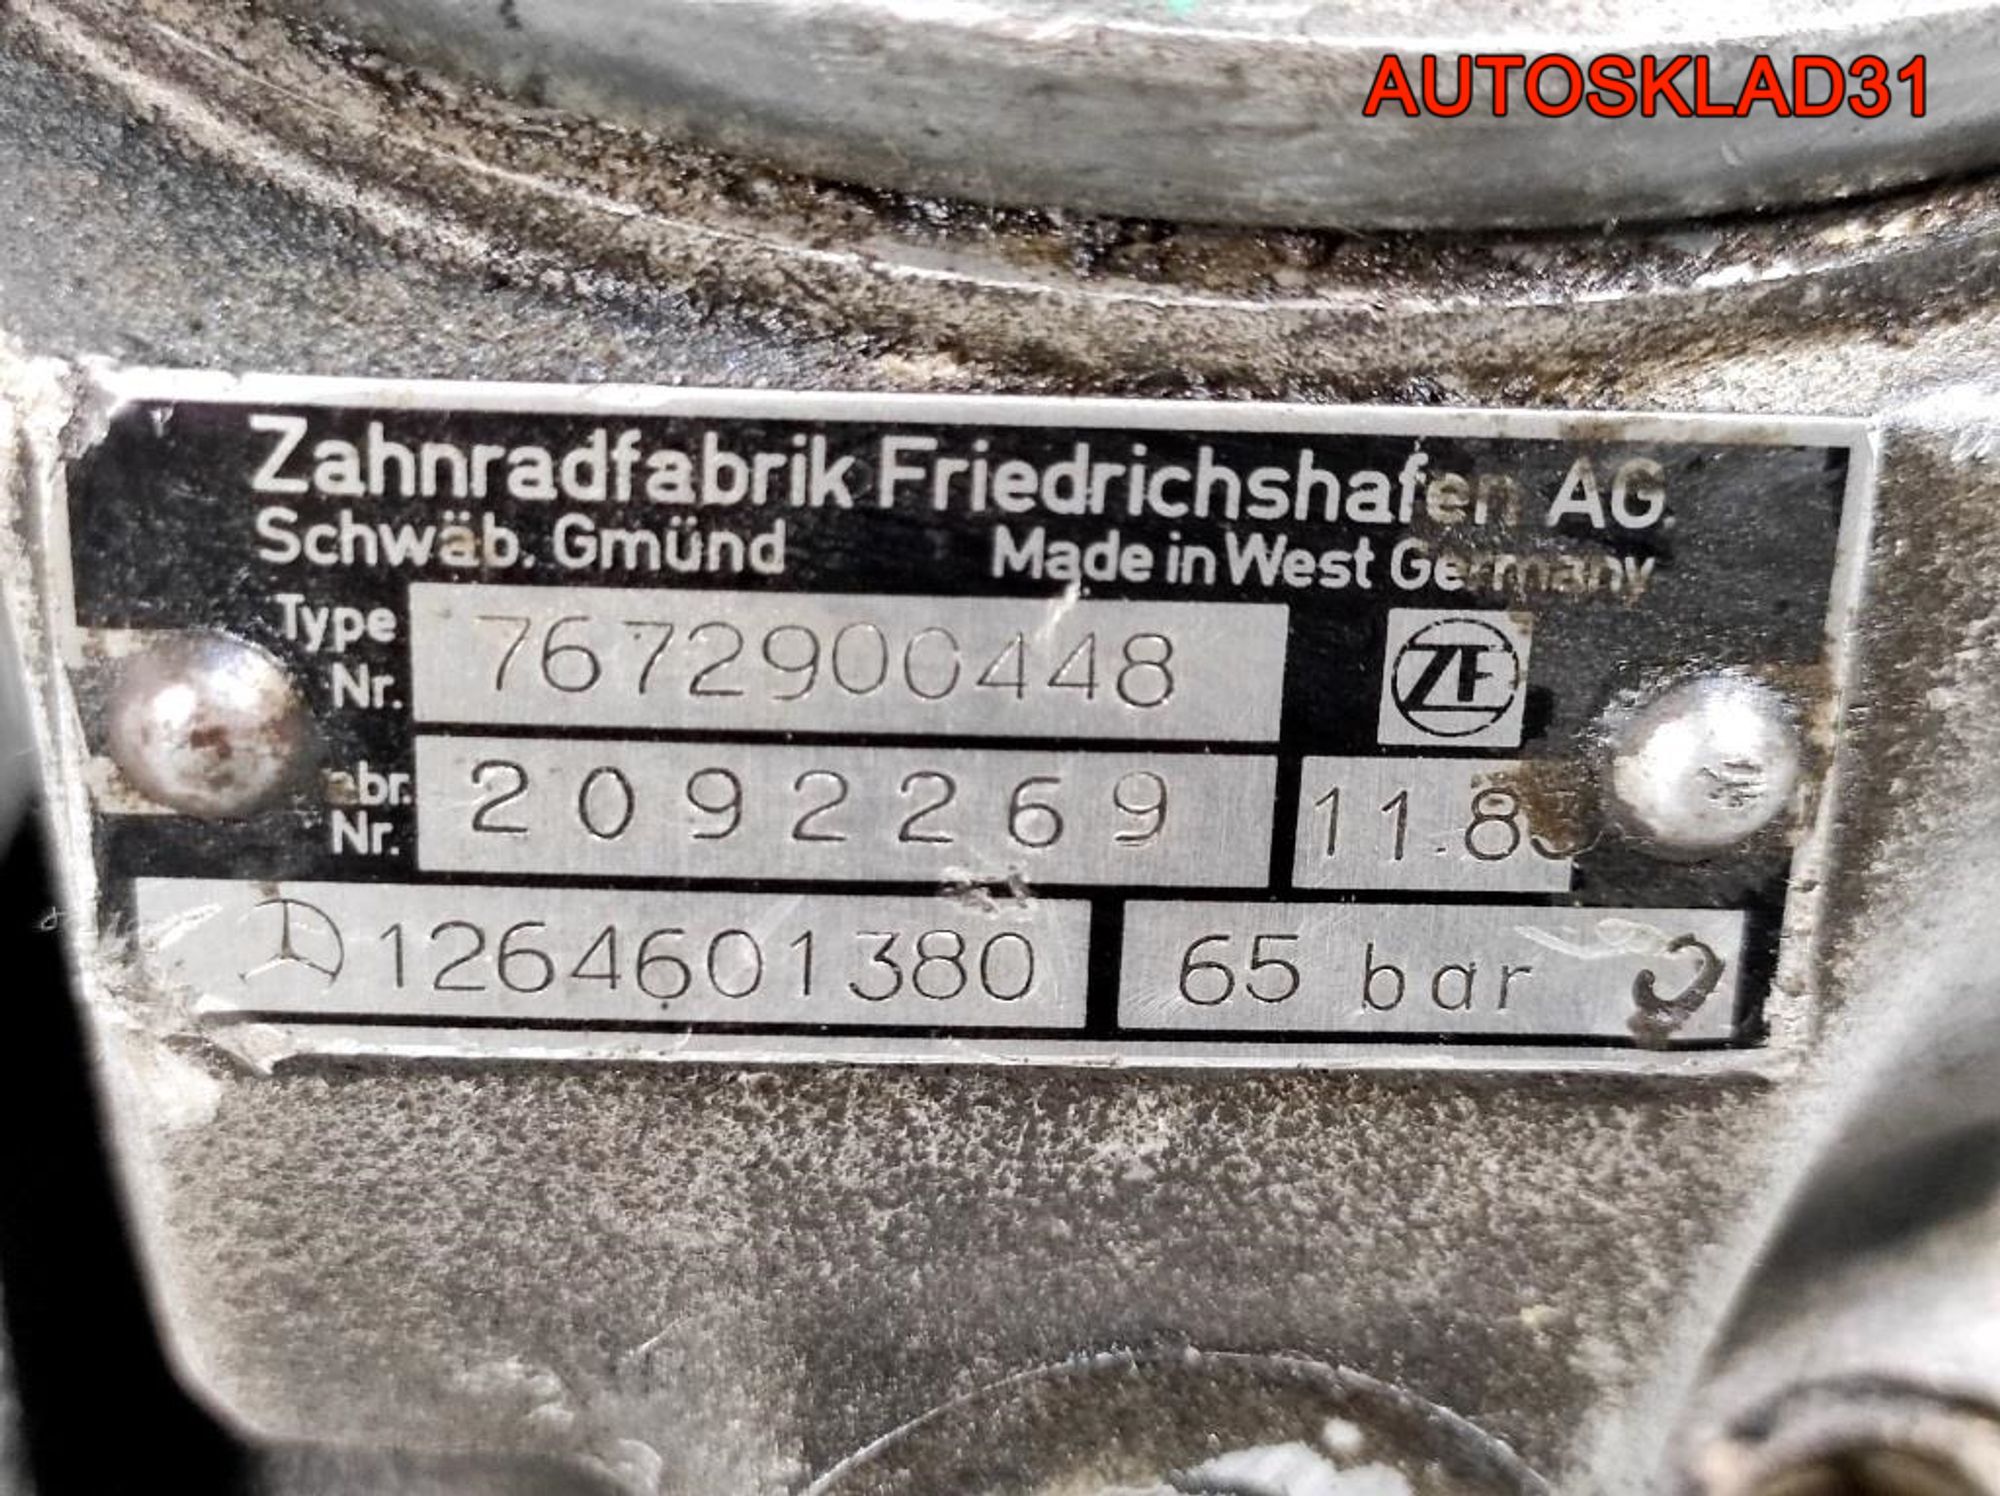 AUTOSKLAD31
Zahnradfabrik Friedrichshafen AG.
Schwäb. Gmünd Made in West Germany
Type Nr. 7672900448 ZF
Nr. 2092269
1264601380 65 bar